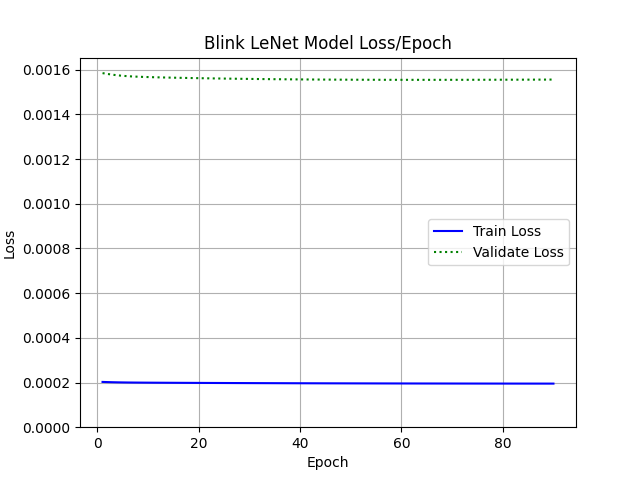 Blink LeNet Model Loss/Epoch
0.0016
0.0014
0.0012
0.0010
0.0008
0.0006
0.0004
0.0002
0.0000
Loss
Train Loss
Validate Loss
0
20
40
60
80
Epoch